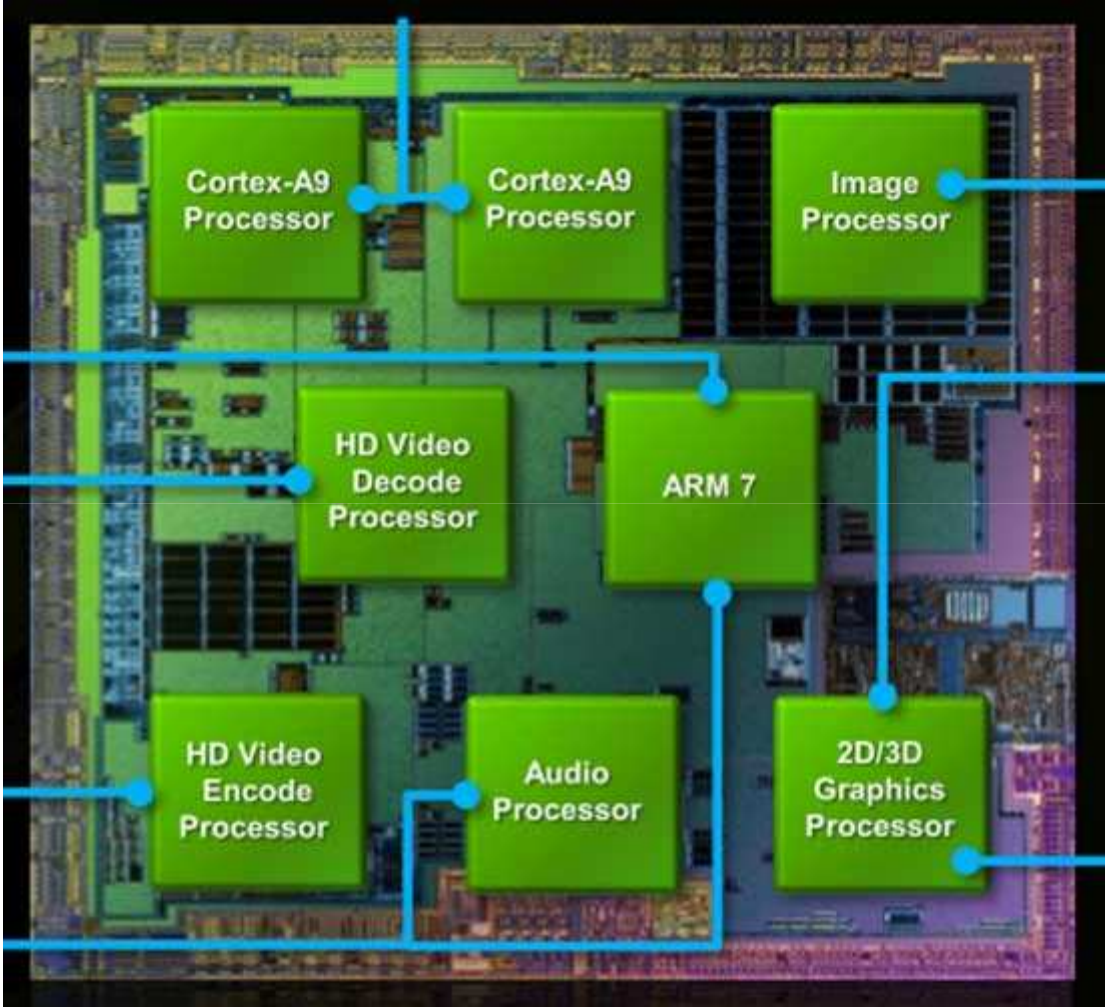 Cortex-A9
Processor
Cortex-A9
Processor
Image
Processor
HD Video
Decode
Processor
ARM 7
HD Video
Encode
Processor
Audio
Processor
2D/3D
Graphics
Processor